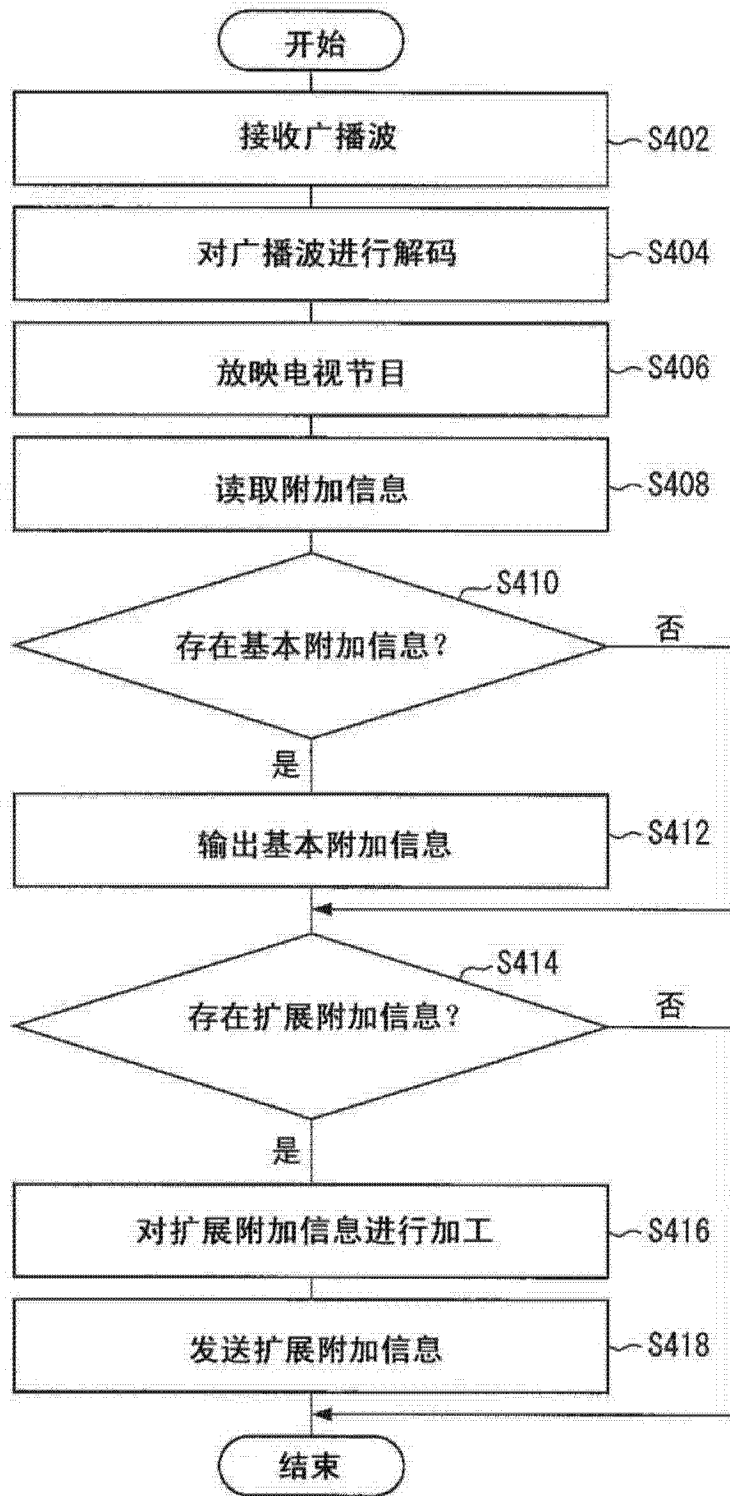 开始
接收广播波
S402
对广播波进行解码
S404
放映电视节目
S406
读取附加信息
S408
S410
存在基本附加信息?
否
是
输出基本附加信息
S412
S414
存在扩展附加信息?
否
是
对扩展附加信息进行加工
S416
发送扩展附加信息
S418
结束